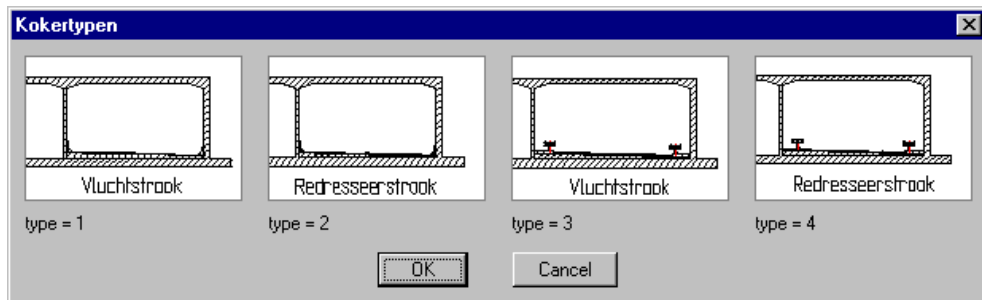 Kokertypen
Vluchtstrook Redresseerstrook Vluchtstrook Redresseerstrook
type = 1 type = 2 type = 3 type = 4
OK Cancel